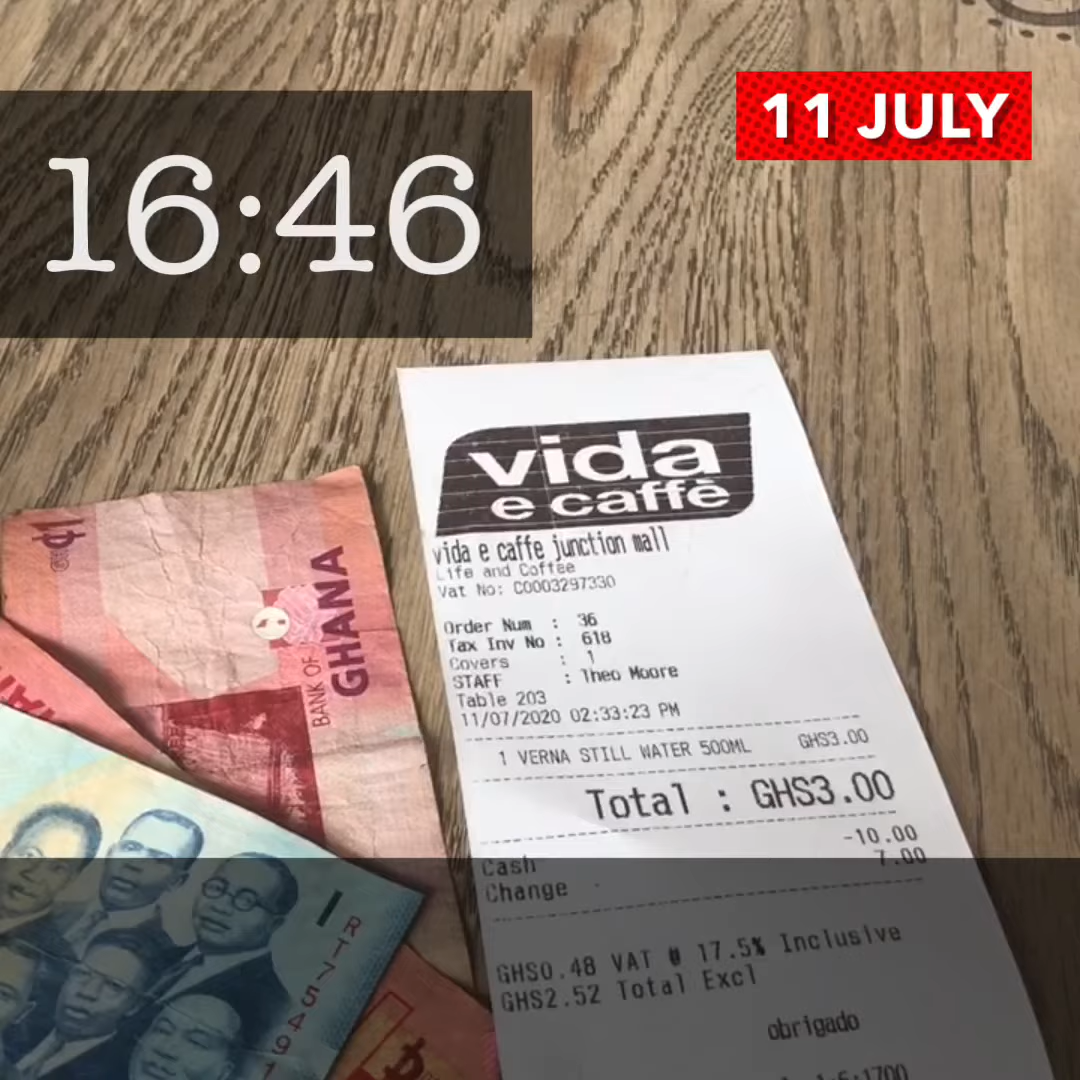 11 JULY
16:46
vida
e caffè
vida e caffe junction mall
Life and Coffee
Vat No: C0003297330
Order Num : 36
Tax Inv No : 618
Covers : 1
STAFF : Theo Moore
Table 203
11/07/2020 02:33:23 PM
1 VERNA STILL WATER 500ML GHS3.00
Total : GHS3.00
Cash -10.00
Change 7.00
GHS0.48 VAT @ 17.5% Inclusive
GHS2.52 Total Excl
obrigado
₵1
BANK OF
GHANA
RT75491